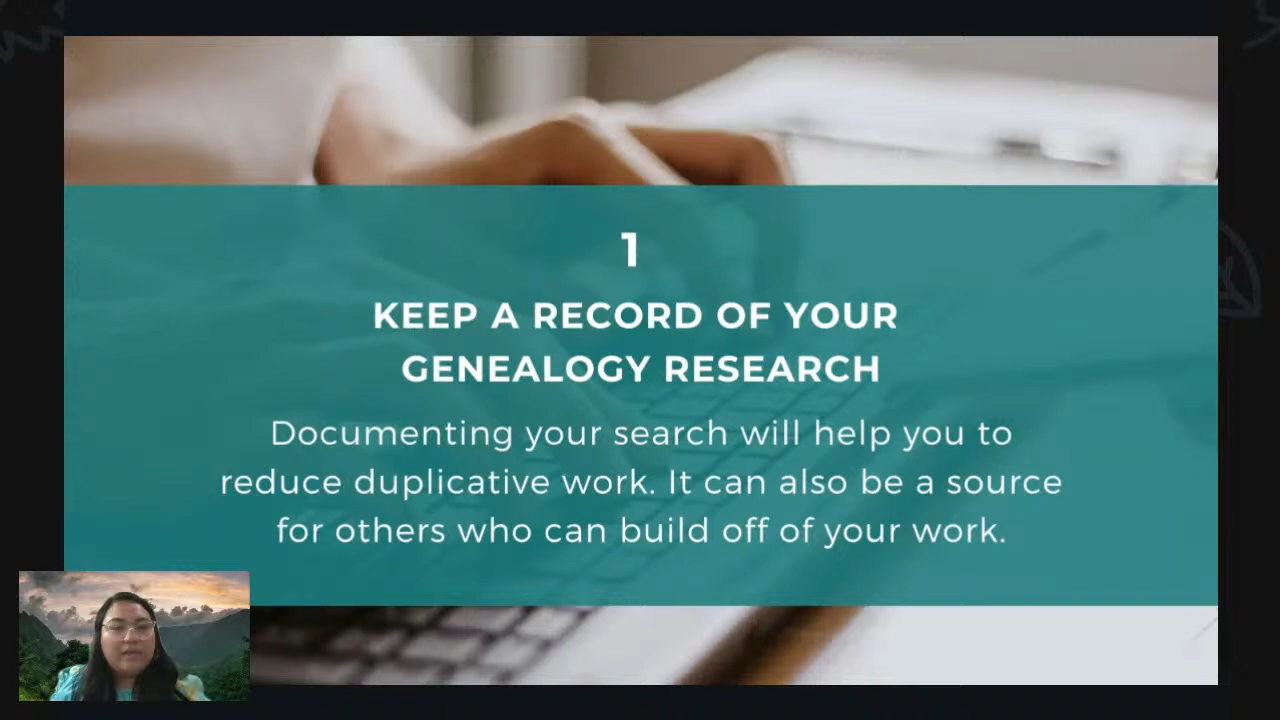 1
KEEP A RECORD OF YOUR
GENEALOGY RESEARCH
Documenting your search will help you to
reduce duplicative work. It can also be a source
for others who can build off of your work.